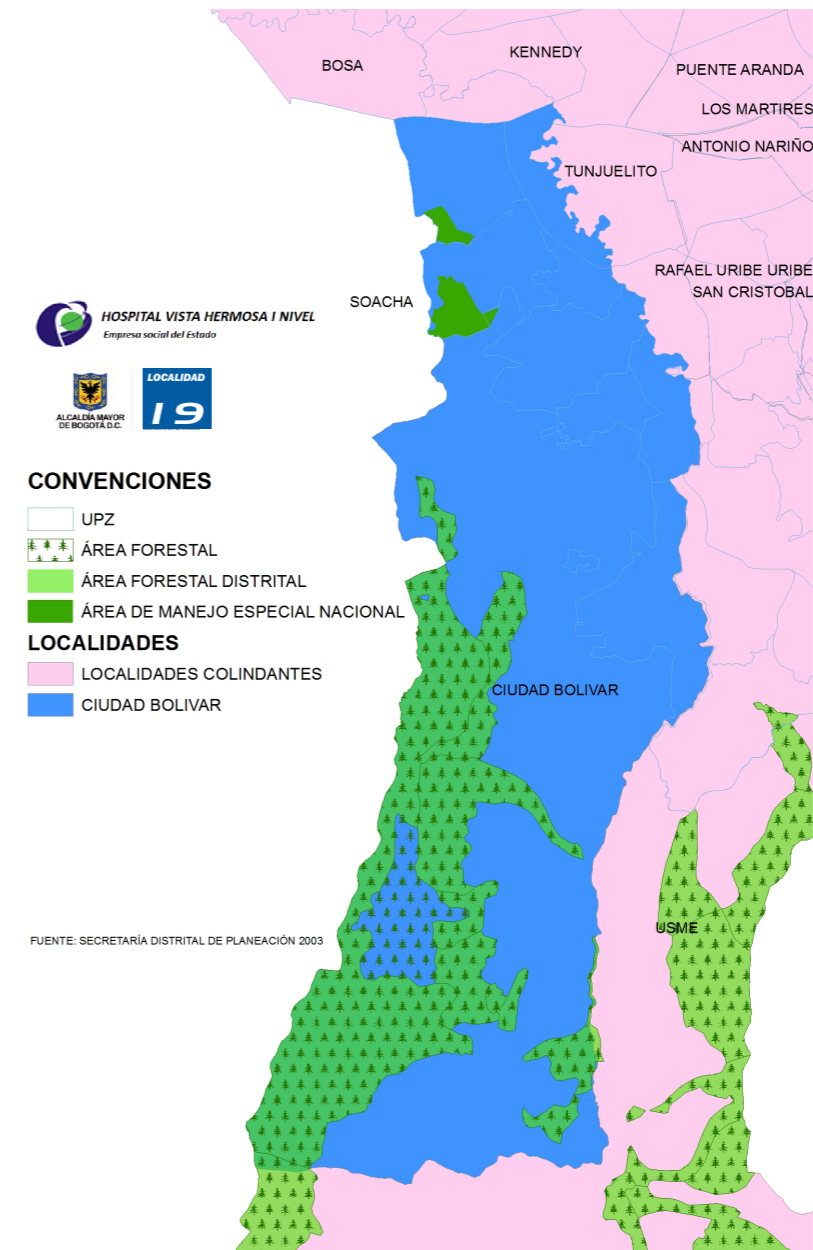 BOSA
KENNEDY
PUENTE ARANDA
LOS MARTIRES
ANTONIO NARIÑO
TUNJUELITO
RAFAEL URIBE URIBE
SAN CRISTOBAL
SOACHA
HOSPITAL VISTA HERMOSA I NIVEL
Empresa social del Estado
ALCALDÍA MAYOR
DE BOGOTÁ D.C.
LOCALIDAD
19
CONVENCIONES
UPZ
ÁREA FORESTAL
ÁREA FORESTAL DISTRITAL
ÁREA DE MANEJO ESPECIAL NACIONAL
LOCALIDADES
LOCALIDADES COLINDANTES
CIUDAD BOLIVAR
CIUDAD BOLIVAR
USME
FUENTE: SECRETARÍA DISTRITAL DE PLANEACIÓN 2003